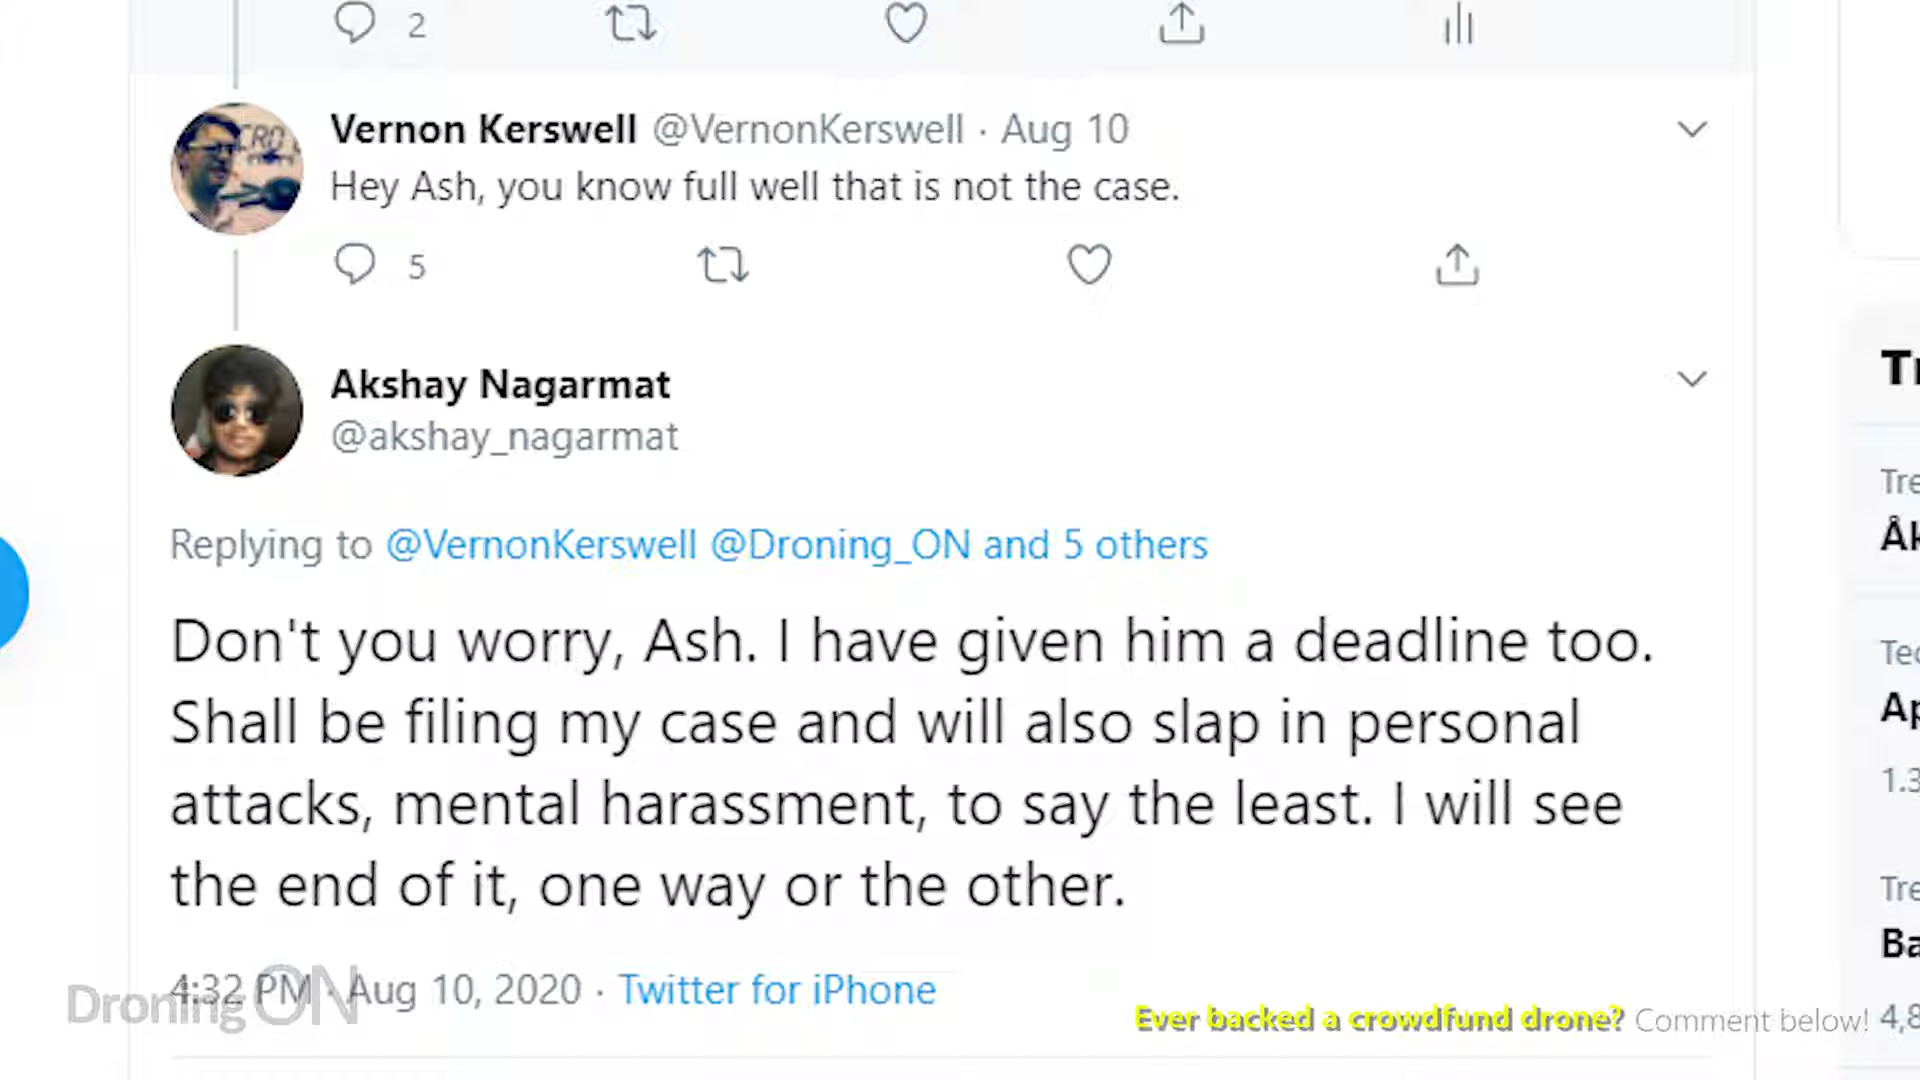 2
Vernon Kerswell @VernonKerswell · Aug 10
Hey Ash, you know full well that is not the case.
5
Akshay Nagarmat
@akshay_nagarmat
Replying to @VernonKerswell @Droning_ON and 5 others
Don't you worry, Ash. I have given him a deadline too.
Shall be filing my case and will also slap in personal
attacks, mental harassment, to say the least. I will see
the end of it, one way or the other.
4:32 PM · Aug 10, 2020 · Twitter for iPhone
Droning ON
Ever backed a crowdfund drone? Comment below!